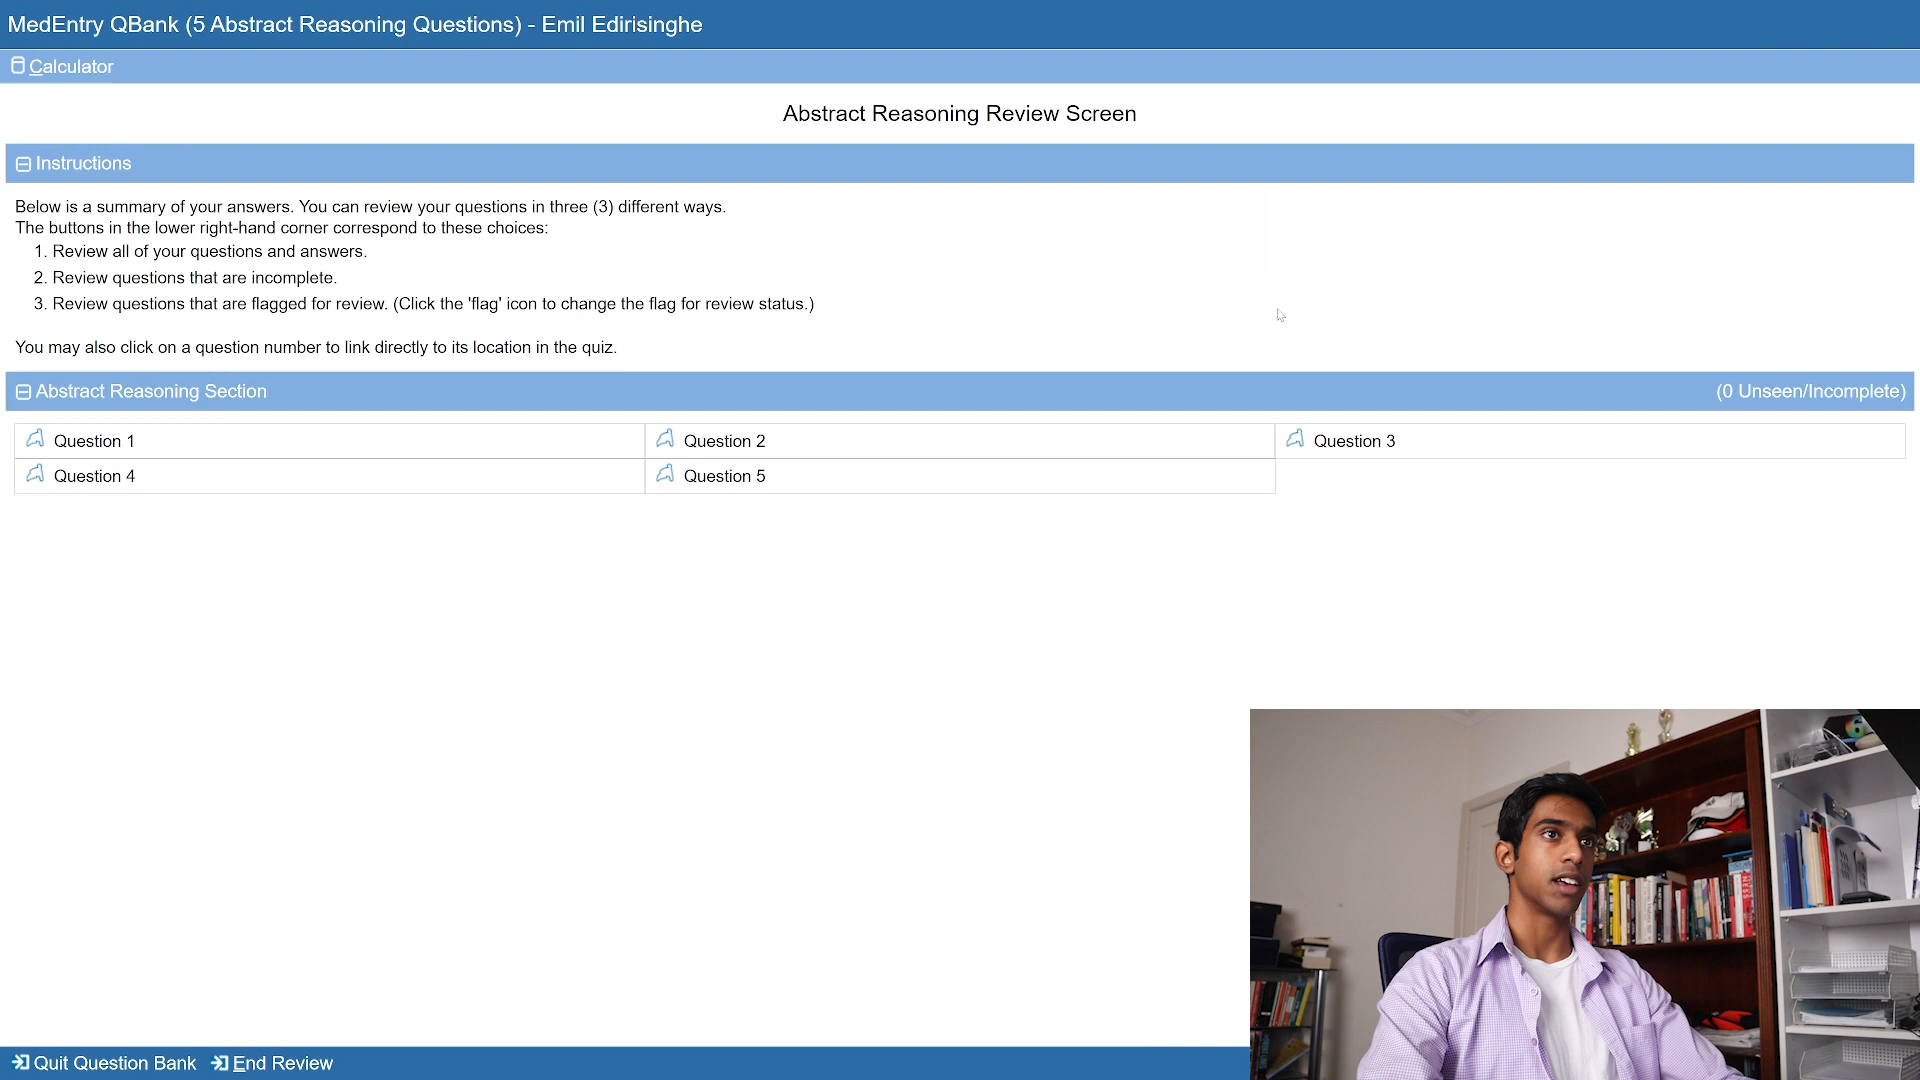 MedEntry QBank (5 Abstract Reasoning Questions) - Emil Edirisinghe
Calculator
Abstract Reasoning Review Screen
Instructions
Below is a summary of your answers. You can review your questions in three (3) different ways.
The buttons in the lower right-hand corner correspond to these choices:
1. Review all of your questions and answers.
2. Review questions that are incomplete.
3. Review questions that are flagged for review. (Click the 'flag' icon to change the flag for review status.)
You may also click on a question number to link directly to its location in the quiz.
Abstract Reasoning Section (0 Unseen/Incomplete)
Question 1 Question 2 Question 3
Question 4 Question 5
Quit Question Bank End Review